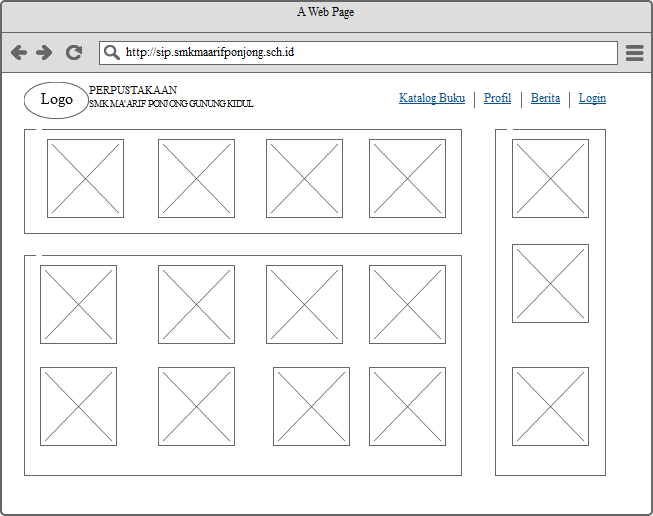 A Web Page
http://sip.smkmaarifponjong.sch.id
Logo
PERPUSTAKAAN
SMK MA'ARIF PONJONG GUNUNG KIDUL
Katalog Buku | Profil | Berita | Login